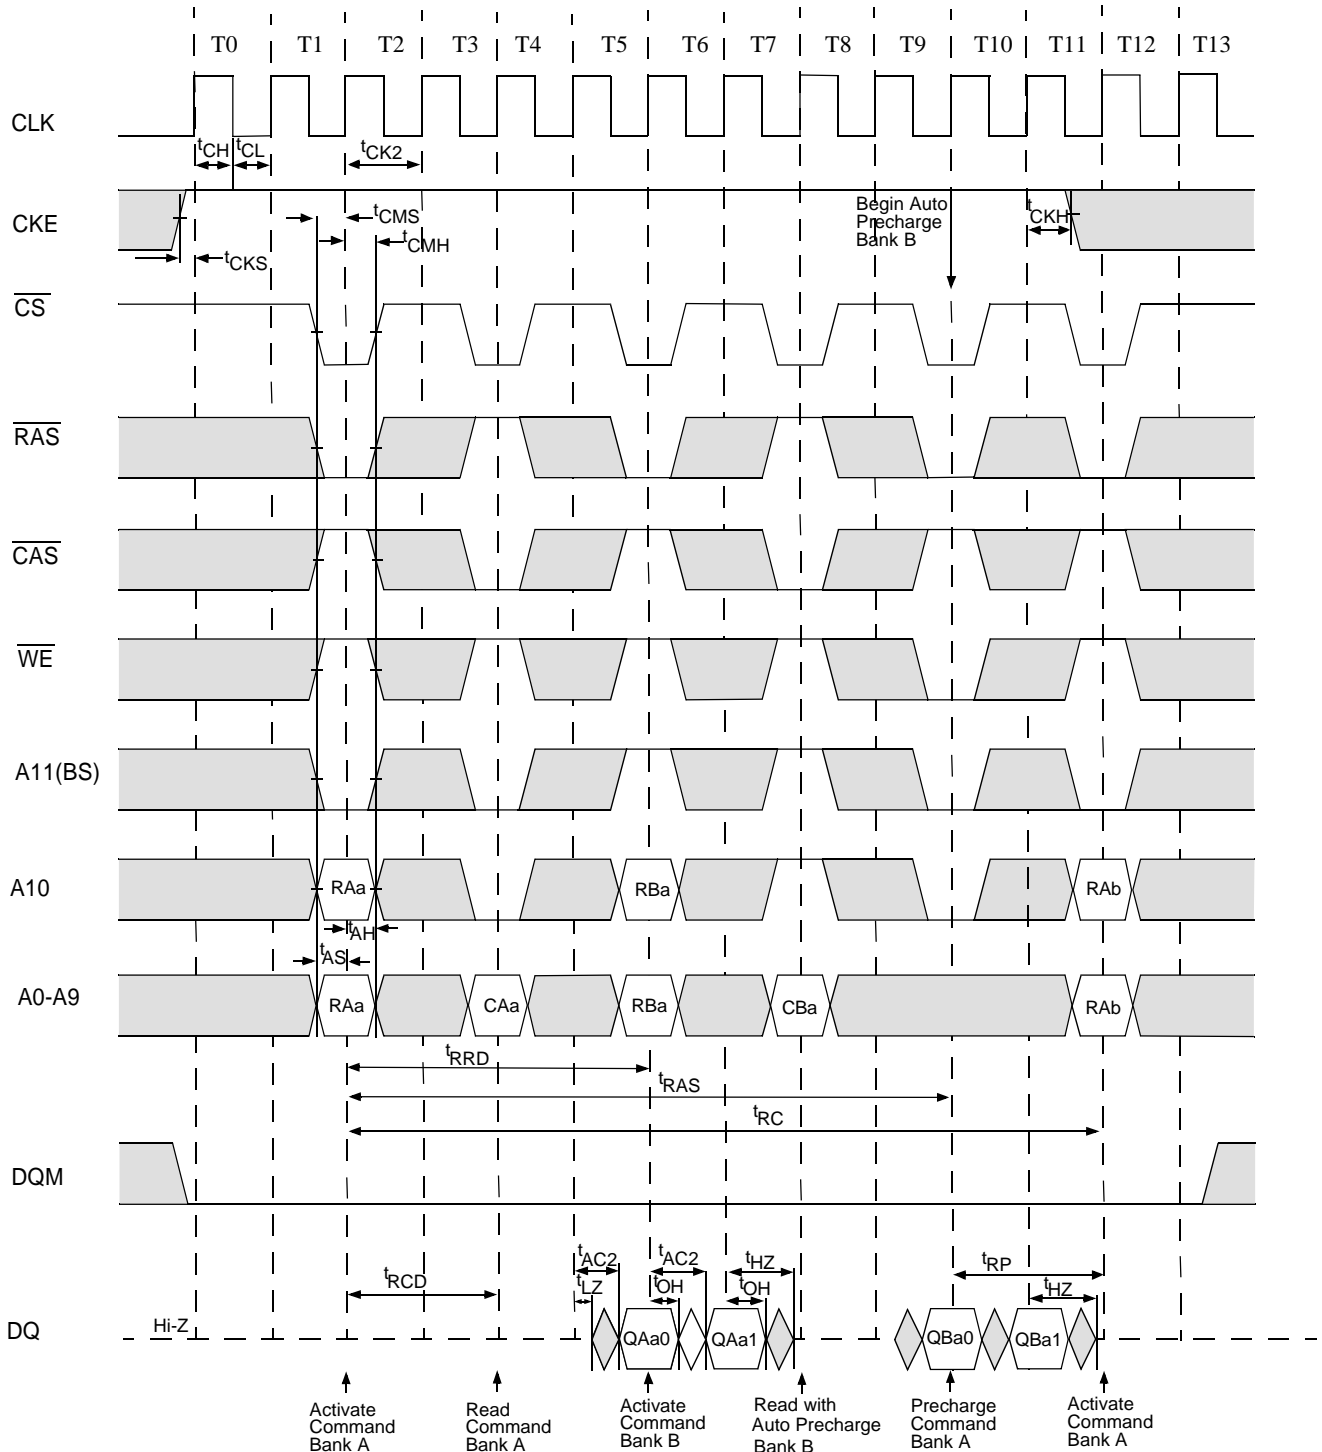 T0 T1 T2 T3 T4 T5 T6 T7 T8 T9 T10 T11 T12 T13
CLK
tCH tCL tCK2
CKE
tCMS
tCMH
tCKS
Begin Auto
Precharge
Bank B
tCKH
CS
RAS
CAS
WE
A11(BS)
A10
RAa RBa RAb
tAH
tAS
A0-A9
RAa CAa RBa CBa RAb
tRRD
tRAS
tRC
DQM
tRCD
tAC2 tAC2 tHZ
tLZ tOH tOH
tRP
tHZ
DQ
Hi-Z
QAa0 QAa1 QBa0 QBa1
Activate
Command
Bank A
Read
Command
Bank A
Activate
Command
Bank B
Read with
Auto Precharge
Bank B
Precharge
Command
Bank A
Activate
Command
Bank A